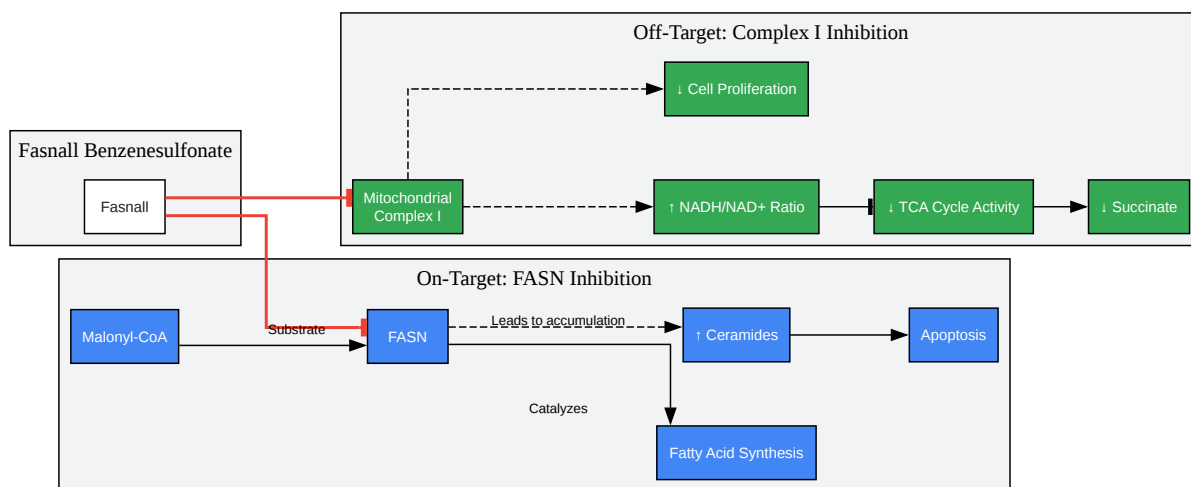 Off-Target: Complex I Inhibition
↓ Cell Proliferation
Fasnall Benzenesulfonate
Fasnall
Mitochondrial
Complex I
↑ NADH/NAD+ Ratio
↓ TCA Cycle Activity
↓ Succinate
On-Target: FASN Inhibition
Malonyl-CoA
Substrate
FASN
Leads to accumulation
↑ Ceramides
Apoptosis
Catalyzes
Fatty Acid Synthesis